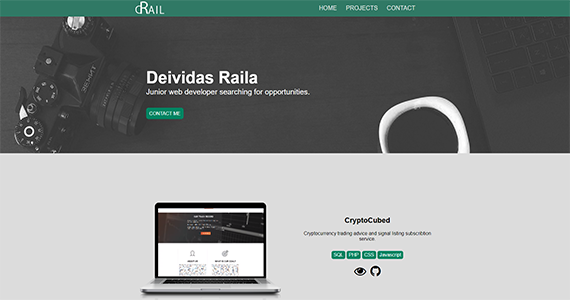 dRAIL
HOME PROJECTS CONTACT
Deividas Raila
Junior web developer searching for opportunities.
CONTACT ME
CryptoCubed
Cryptocurrency trading advice and signal listing subscribtion
service.
SQL PHP CSS Javascript